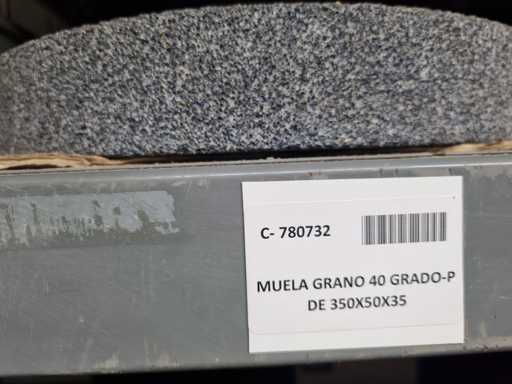 C- 780732
MUELA GRANO 40 GRADO-P
DE 350X50X35